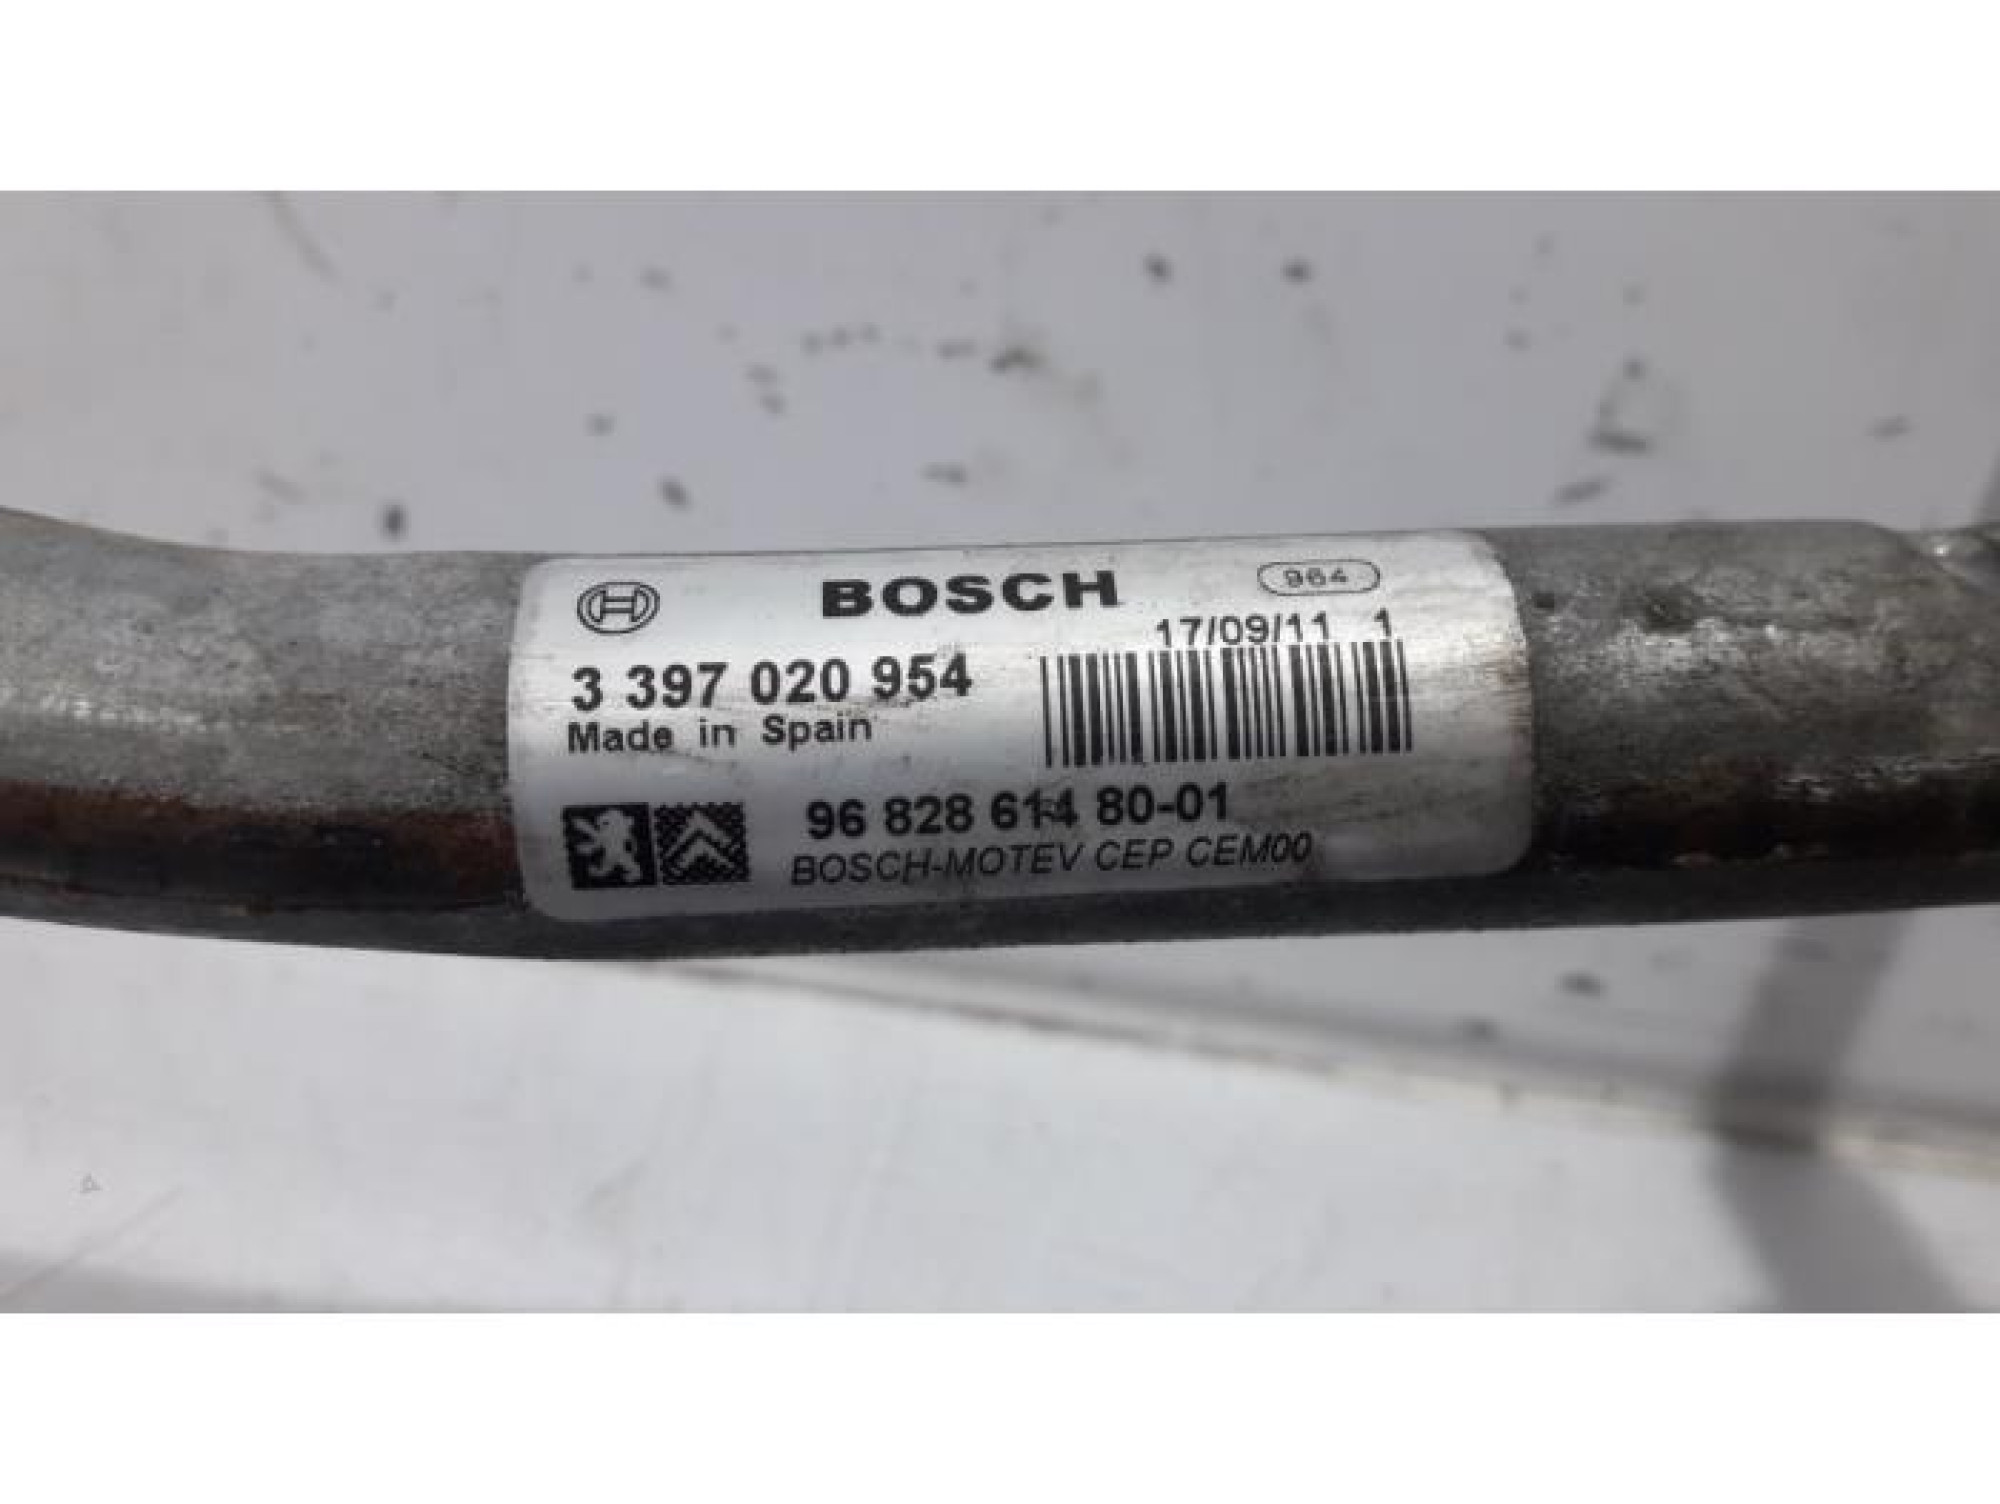 BOSCH 964
17/09/11 1
3 397 020 954
Made in Spain
96 828 614 80-01
BOSCH-MOTEV CEP CEM00